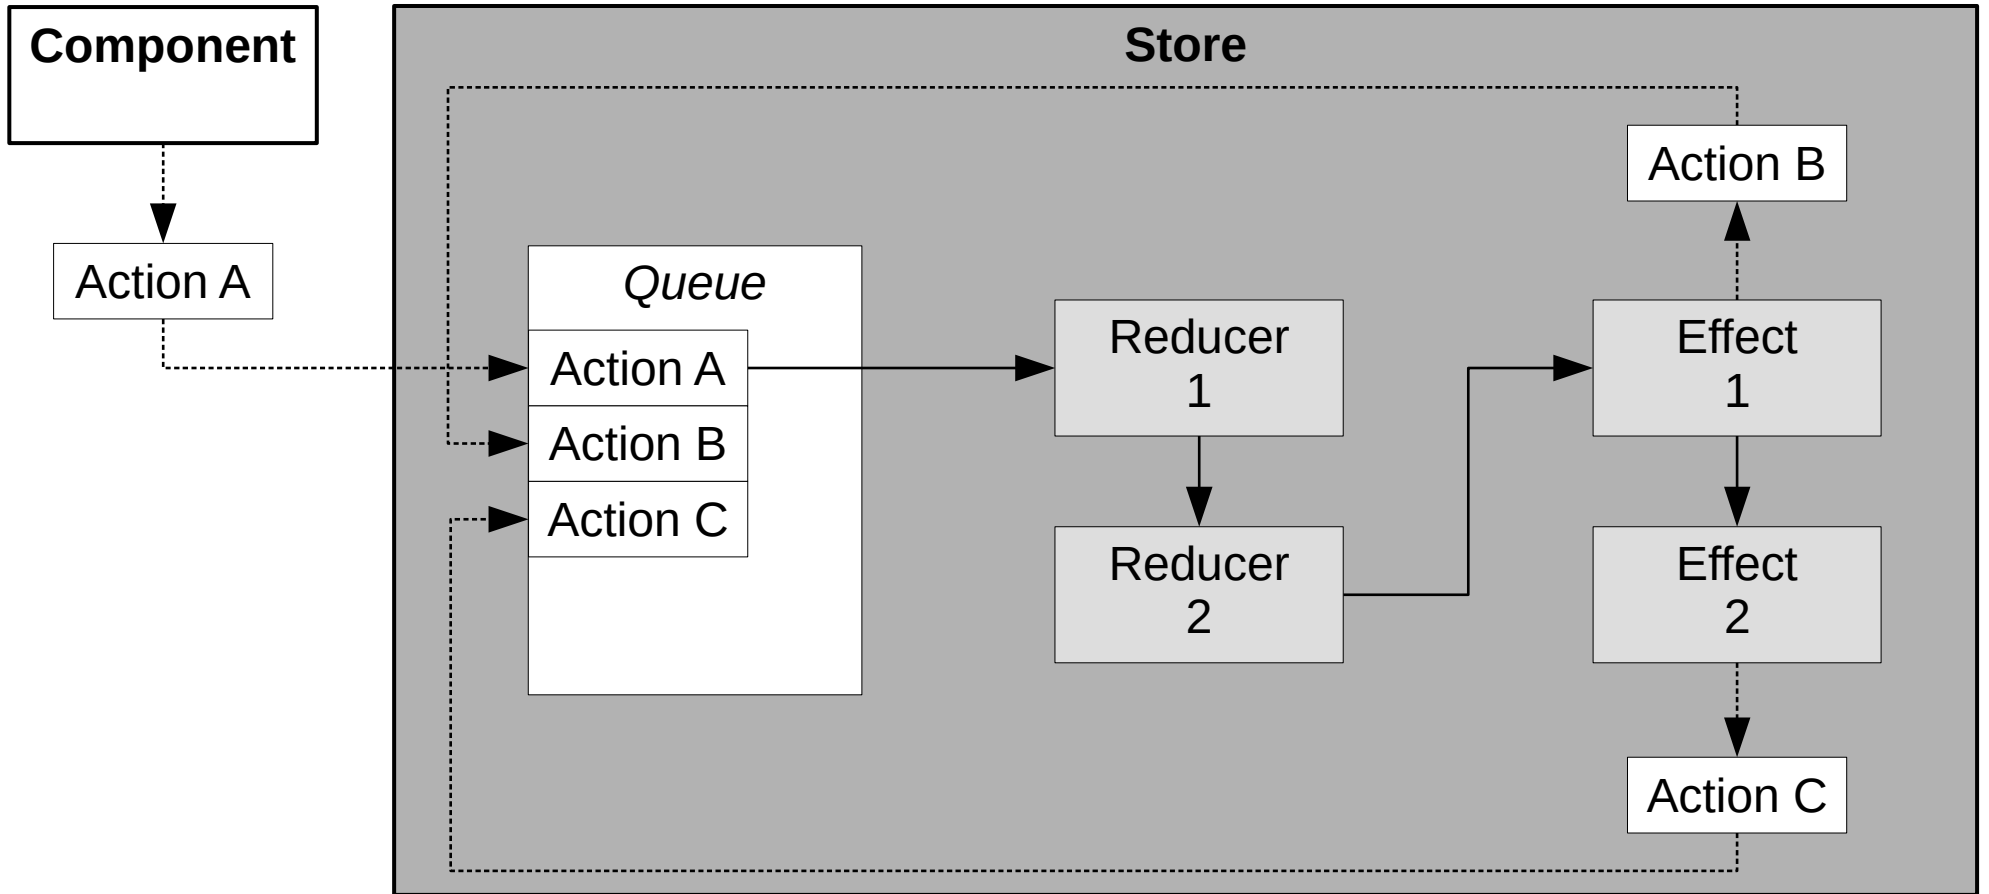 Component
Store
Action A
Action B
Queue
Action A
Action B
Action C
Reducer
1
Reducer
2
Effect
1
Effect
2
Action C